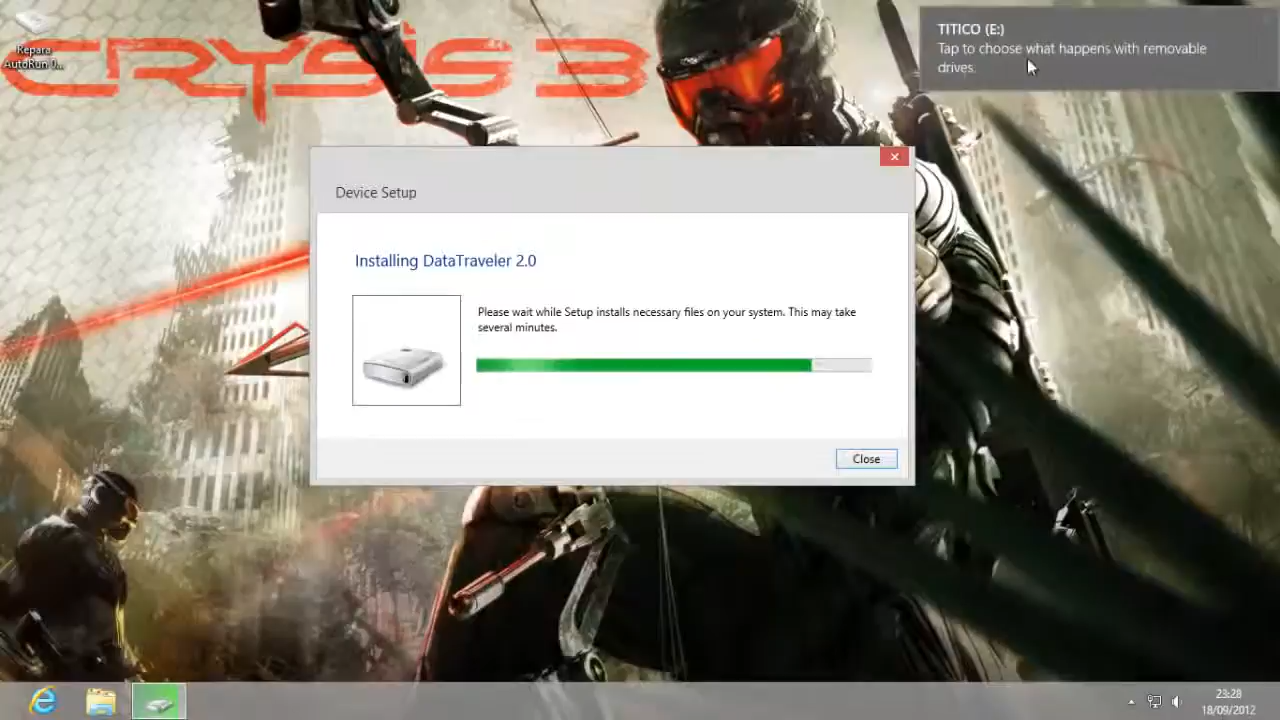 Repara
AutoRun 0...
CRYSIS 3
TITICO (E:)
Tap to choose what happens with removable
drives.
Device Setup
Installing DataTraveler 2.0
Please wait while Setup installs necessary files on your system. This may take
several minutes.
Close
23:28
18/09/2012